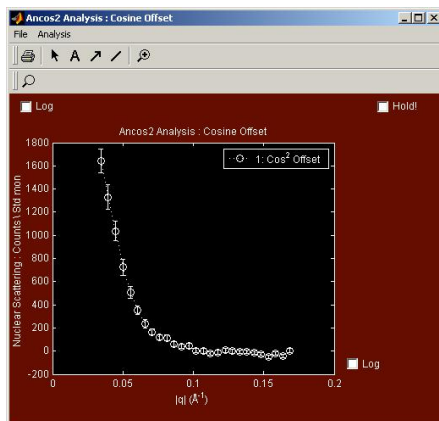 Ancos2 Analysis : Cosine Offset
File Analysis
A
Log
Hold!
Ancos2 Analysis : Cosine Offset
1: Cos² Offset
Nuclear Scattering : Counts \ Std mon
1800
1600
1400
1200
1000
800
600
400
200
0
-200
0 0.05 0.1 0.15 0.2
Log
|q| (Å⁻¹)